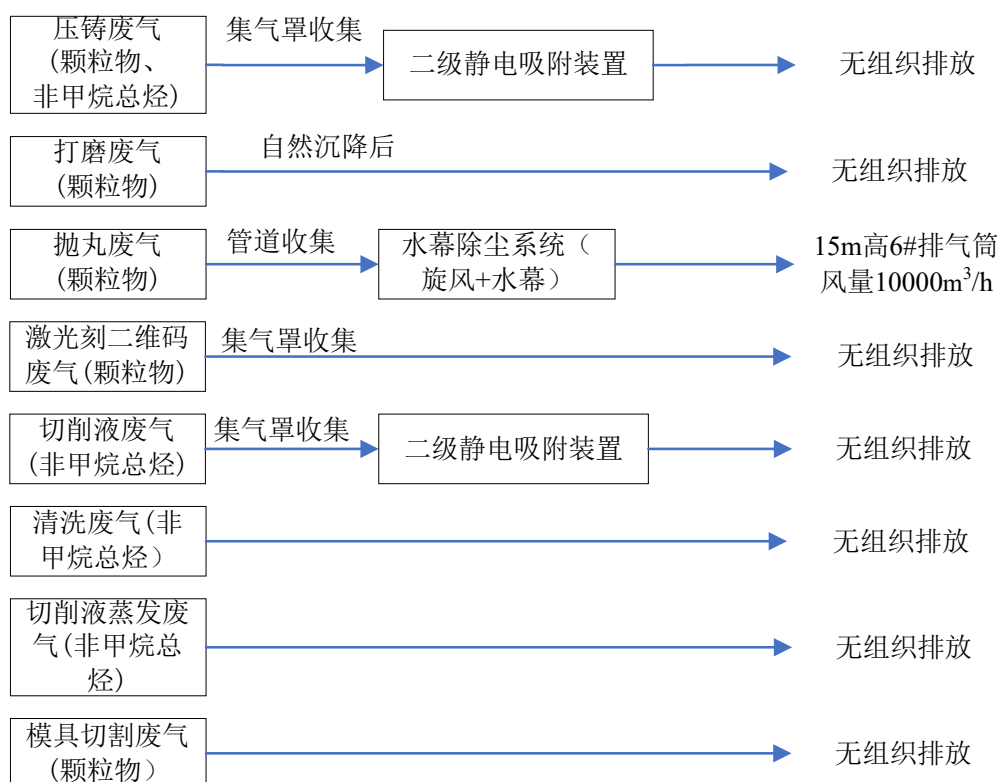 压铸废气
(颗粒物、
非甲烷总烃)
集气罩收集
二级静电吸附装置
无组织排放
打磨废气
(颗粒物)
自然沉降后
无组织排放
抛丸废气
(颗粒物)
管道收集
水幕除尘系统（
旋风+水幕）
15m高6#排气筒
风量10000m³/h
激光刻二维码
废气(颗粒物)
集气罩收集
无组织排放
切削液废气
(非甲烷总烃)
集气罩收集
二级静电吸附装置
无组织排放
清洗废气(非
甲烷总烃）
无组织排放
切削液蒸发废
气(非甲烷总
烃)
无组织排放
模具切割废气
(颗粒物）
无组织排放